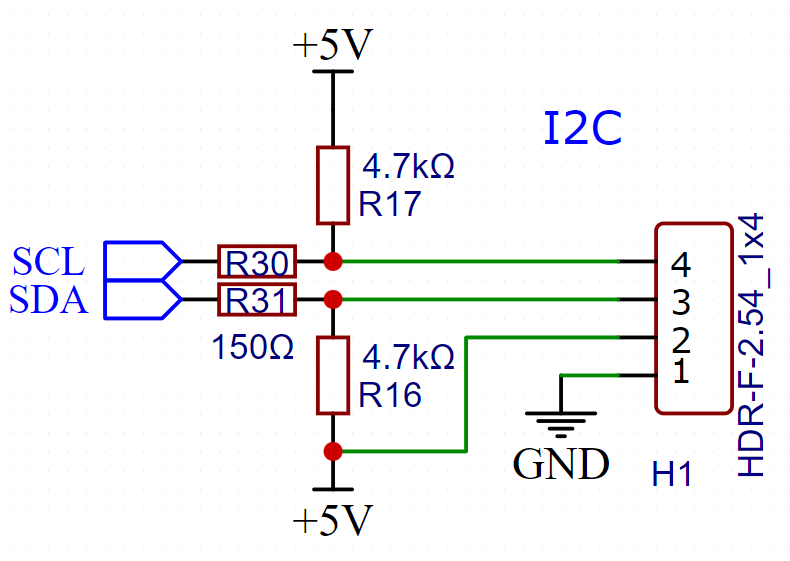 +5V
I2C
4.7kΩ
R17
SCL
R30
SDA
R31
150Ω
4.7kΩ
R16
+5V
4
3
2
1
HDR-F-2.54_1x4
GND
H1